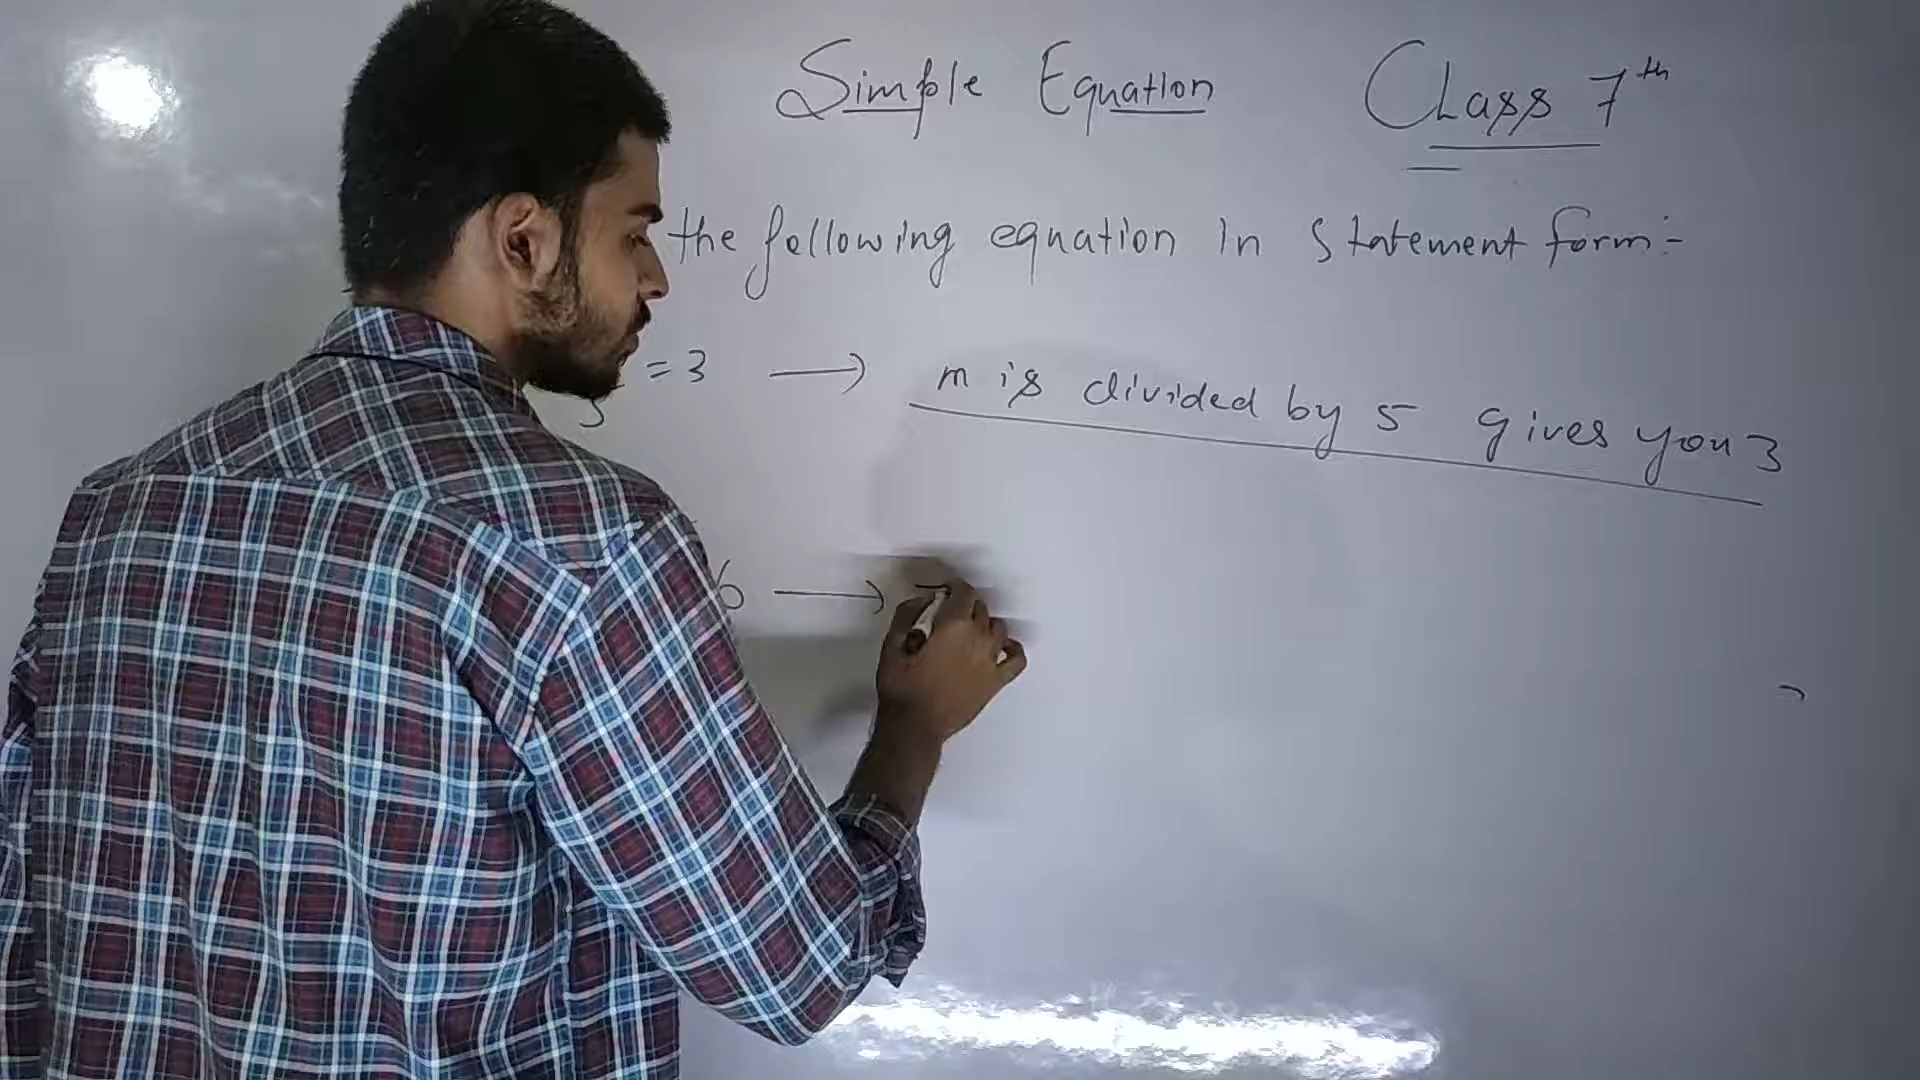 Simple Equation Class 7th
the following equation in statement form:-
5 = 3 → m is divided by 5 gives you 3
6 →